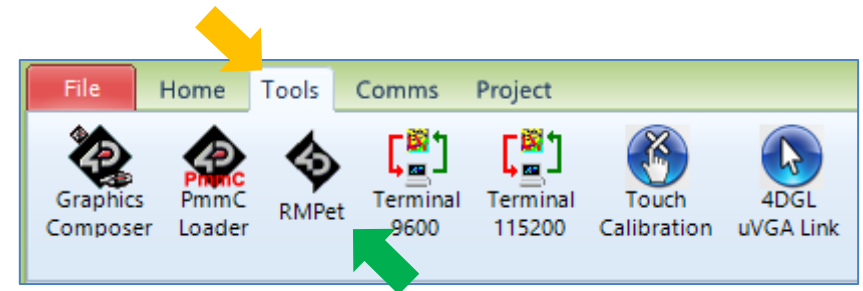 File Home Tools Comms Project
PmmC
Graphics PmmC RMPet Terminal Terminal Touch 4DGL
Composer Loader 9600 115200 Calibration uVGA Link